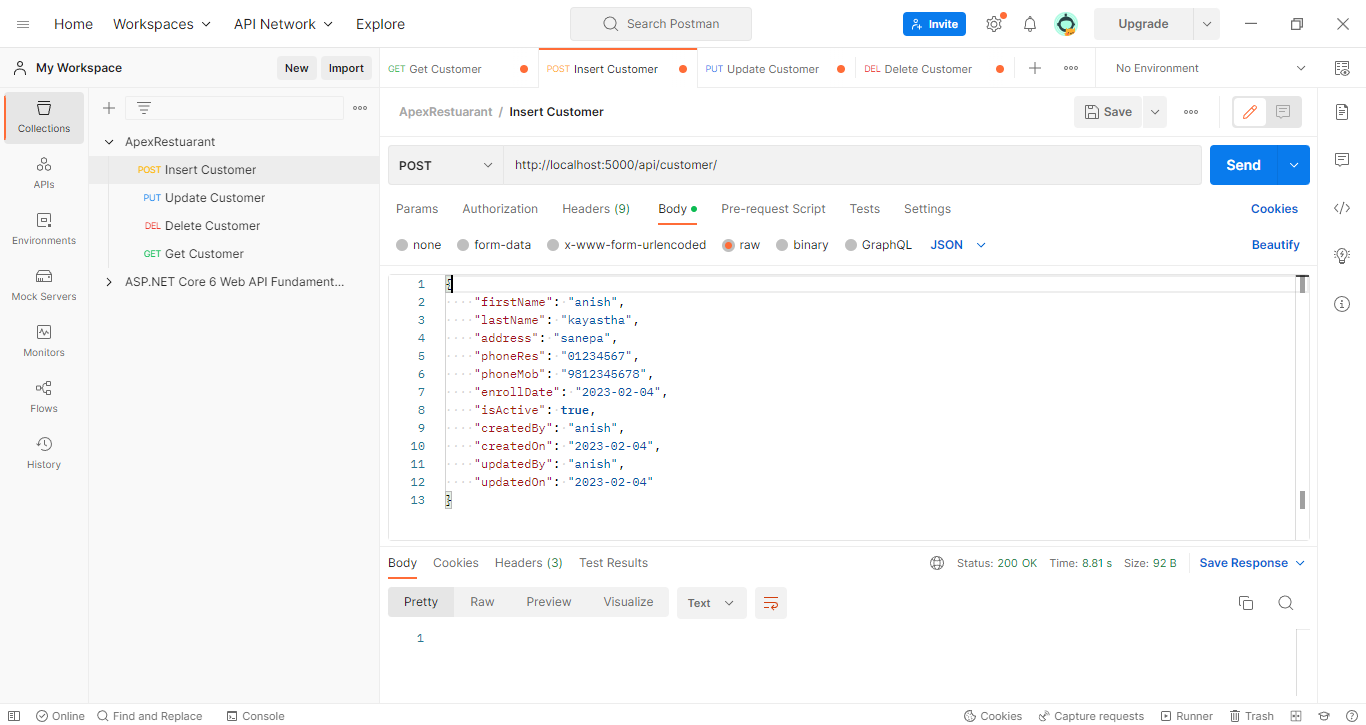 Home Workspaces API Network Explore Search Postman Invite Upgrade
My Workspace New Import GET Get Customer POST Insert Customer PUT Update Customer DEL Delete Customer No Environment
Collections
APIs
Environments
Mock Servers
Monitors
Flows
History
ApexRestuarant
POST Insert Customer
PUT Update Customer
DEL Delete Customer
GET Get Customer
ASP.NET Core 6 Web API Fundament...
ApexRestuarant / Insert Customer Save
POST http://localhost:5000/api/customer/ Send
Params Authorization Headers (9) Body Pre-request Script Tests Settings Cookies
none form-data x-www-form-urlencoded raw binary GraphQL JSON Beautify
1 {
2 "firstName": "anish",
3 "lastName": "kayastha",
4 "address": "sanepa",
5 "phoneRes": "01234567",
6 "phoneMob": "9812345678",
7 "enrollDate": "2023-02-04",
8 "isActive": true,
9 "createdBy": "anish",
10 "createdOn": "2023-02-04",
11 "updatedBy": "anish",
12 "updatedOn": "2023-02-04"
13 }
Body Cookies Headers (3) Test Results Status: 200 OK Time: 8.81 s Size: 92 B Save Response
Pretty Raw Preview Visualize Text
1
Online Find and Replace Console Cookies Capture requests Runner Trash